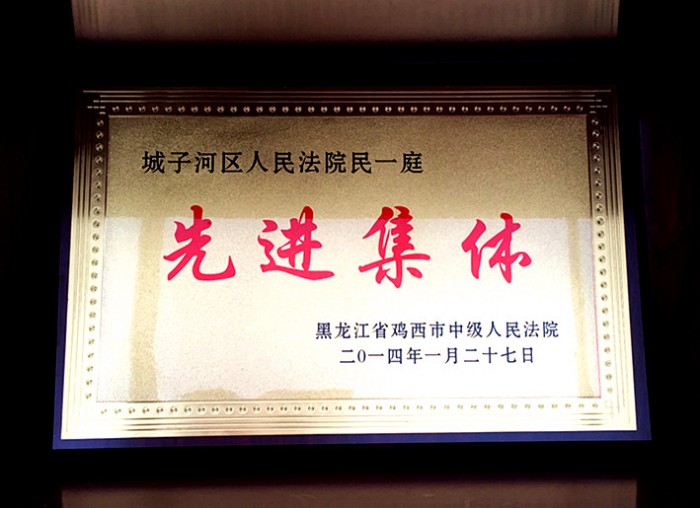 城子河区人民法院民一庭
先进集体
黑龙江省鸡西市中级人民法院
二0一四年一月二十七日